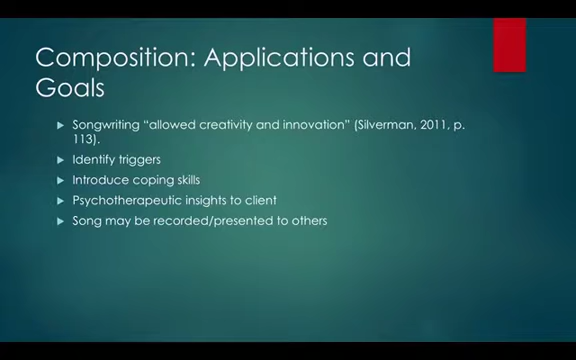 Composition: Applications and
Goals
Songwriting “allowed creativity and innovation” (Silverman, 2011, p.
113).
Identify triggers
Introduce coping skills
Psychotherapeutic insights to client
Song may be recorded/presented to others